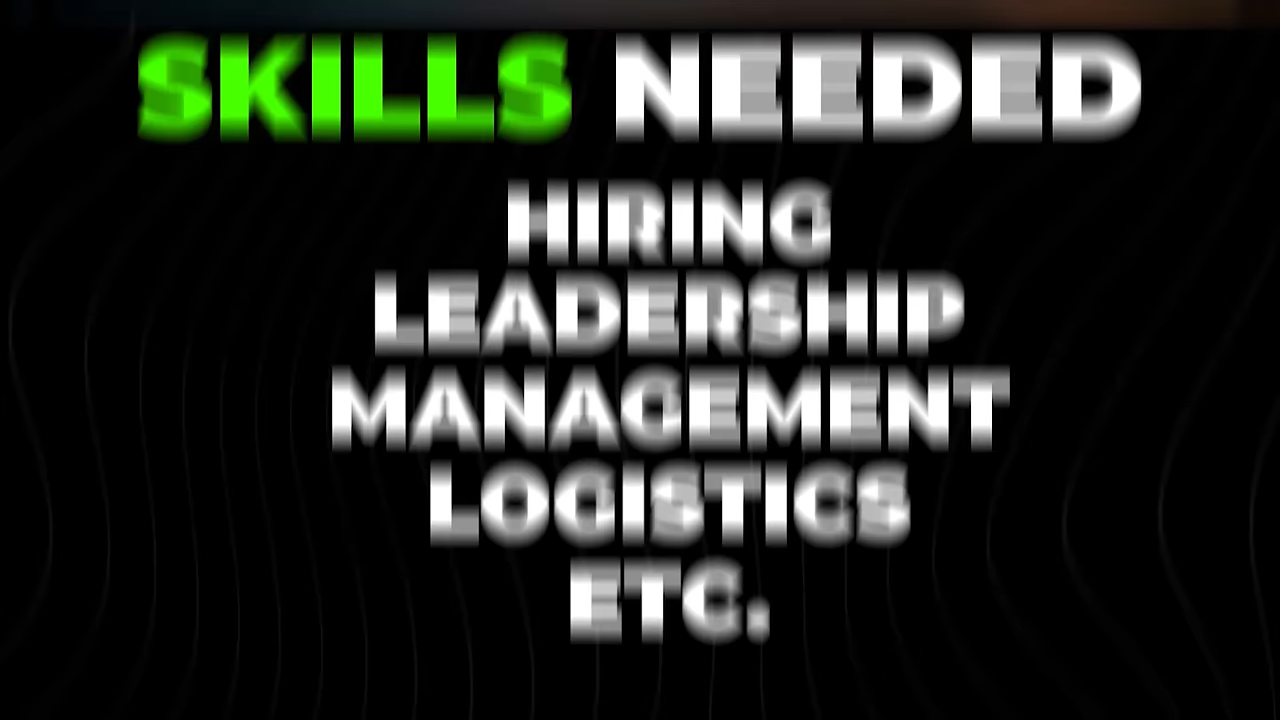 SKILLS NEEDED
HIRING
LEADERSHIP
MANAGEMENT
LOGISTICS
ETC.